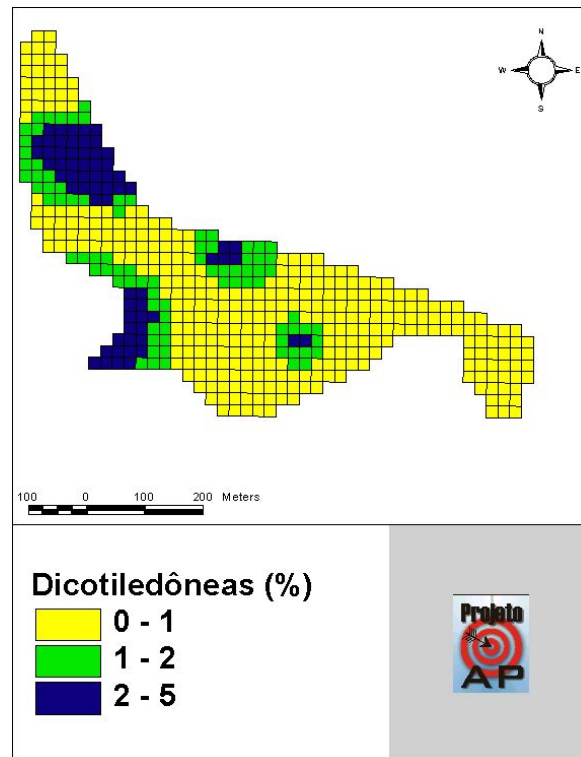 N
W E
S
100 0 100 200 Meters
Dicotiledôneas (%)
0 - 1
1 - 2
2 - 5
Projeto
AP